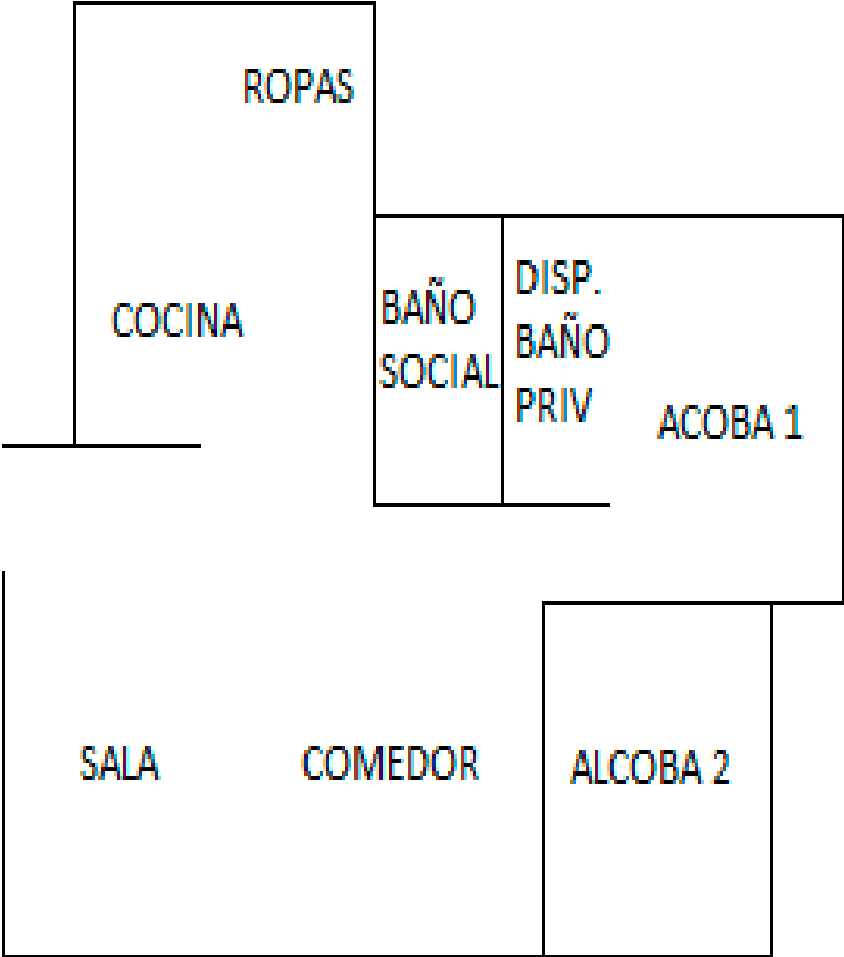 ROPAS
COCINA
BAÑO
SOCIAL
DISP.
BAÑO
PRIV
ACOBA 1
SALA
COMEDOR
ALCOBA 2